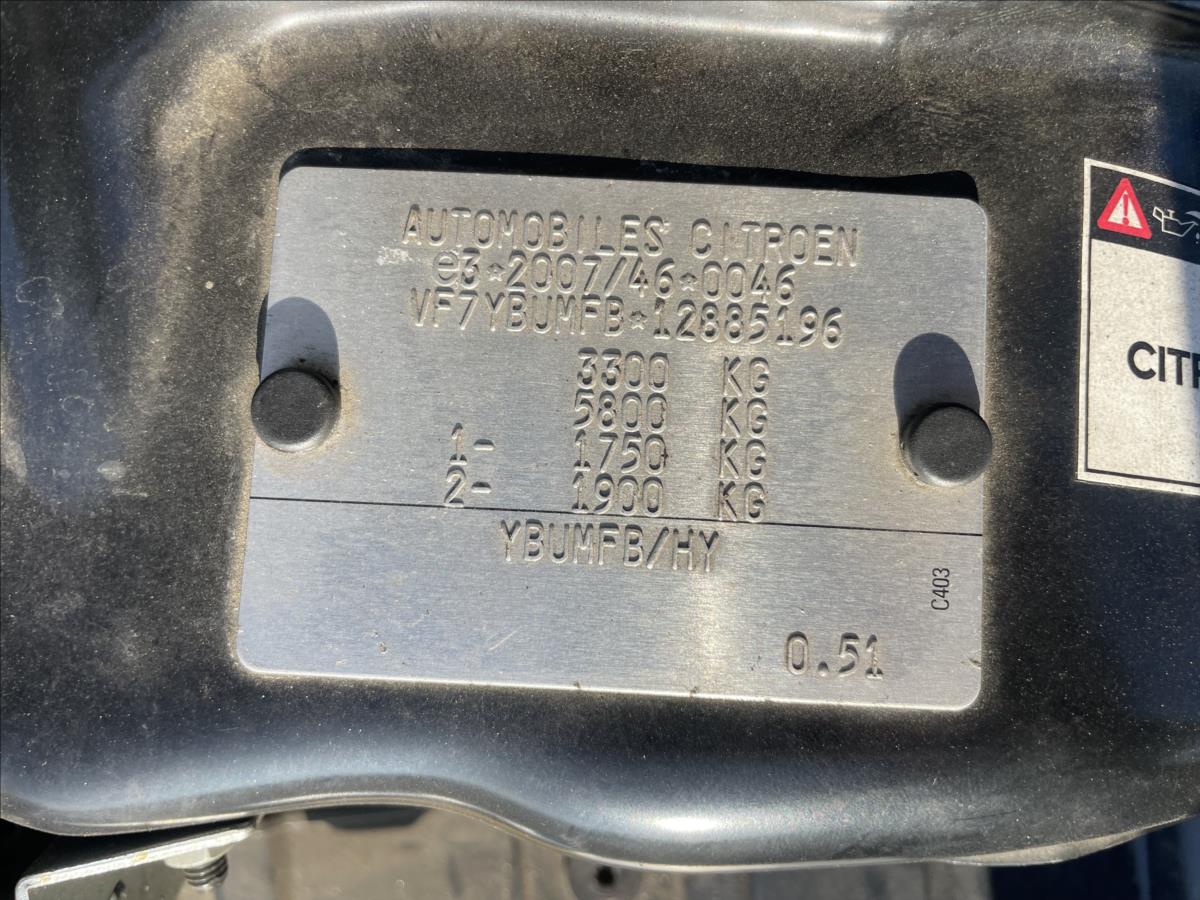 AUTOMOBILES CITROEN
e3*2007/46*0046
VF7YBUMFB*12885196
3300 KG
5800 KG
1- 1750 KG
2- 1900 KG
YBUMFB/HY
C403
0.51
CITR